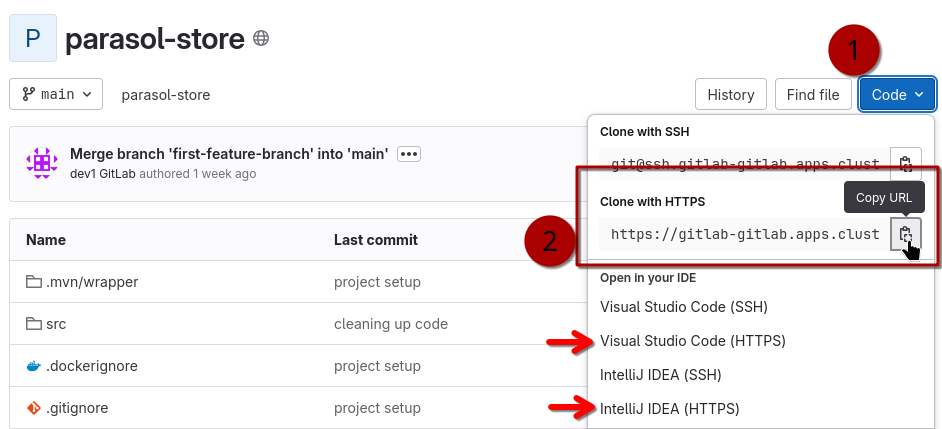 P
parasol-store
1
main
parasol-store
History
Find file
Code
Merge branch 'first-feature-branch' into 'main'
dev1 GitLab authored 1 week ago
Clone with SSH
git@ssh.gitlab-gitlab.apps.clust
Copy URL
2
Clone with HTTPS
https://gitlab-gitlab.apps.clust
Name
Last commit
.mvn/wrapper
project setup
src
cleaning up code
.dockerignore
project setup
.gitignore
project setup
Open in your IDE
Visual Studio Code (SSH)
Visual Studio Code (HTTPS)
IntelliJ IDEA (SSH)
IntelliJ IDEA (HTTPS)